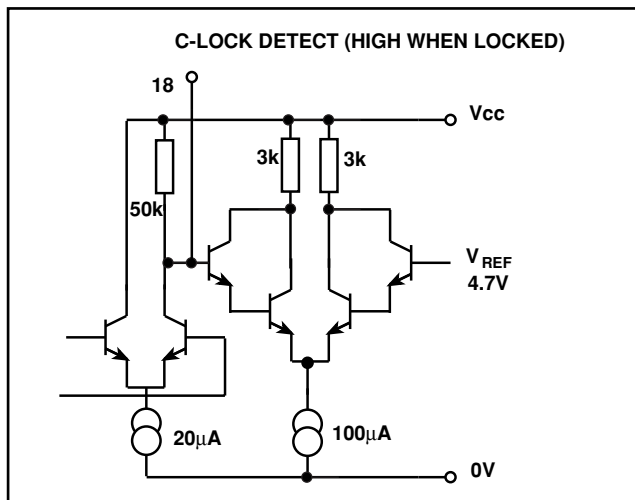 C-LOCK DETECT (HIGH WHEN LOCKED)
18
Vcc
3k
3k
50k
VREF
4.7V
20µA
100µA
0V